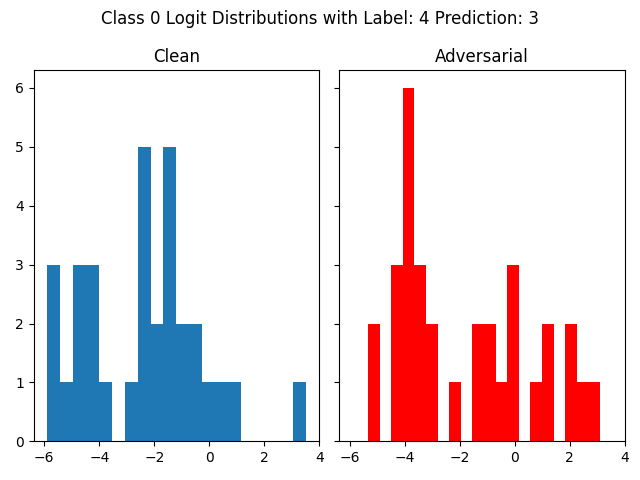 Class 0 Logit Distributions with Label: 4 Prediction: 3
Clean
Adversarial
6
5
4
3
2
1
0
−6 −4 −2 0 2 4
−6 −4 −2 0 2 4